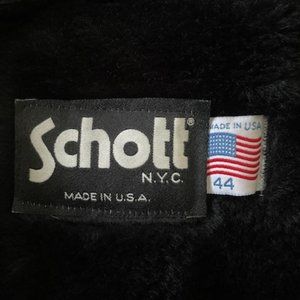 Schott®
N.Y.C.
MADE IN U.S.A.
MADE IN USA
44